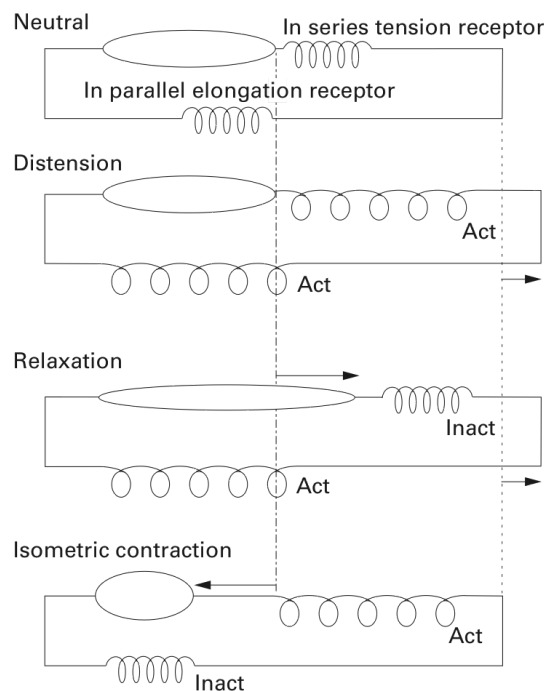 Neutral
In series tension receptor
In parallel elongation receptor
Distension
Act
Act
Relaxation
Inact
Act
Isometric contraction
Act
Inact